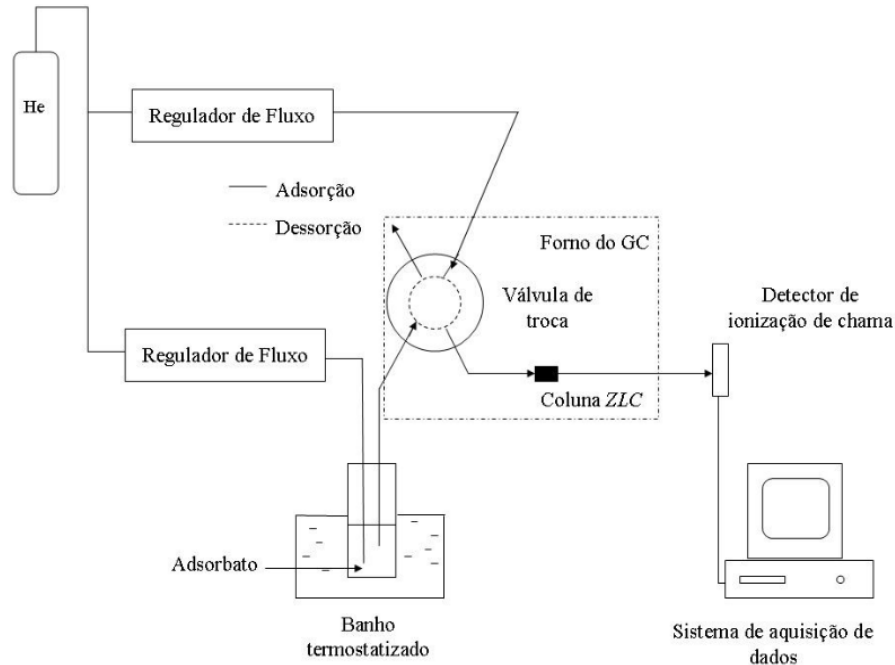 He
Regulador de Fluxo
Adsorção
Dessorção
Forno do GC
Válvula de
troca
Detector de
ionização de chama
Regulador de Fluxo
Coluna ZLC
Adsorbato
Banho
termostatizado
Sistema de aquisição de
dados